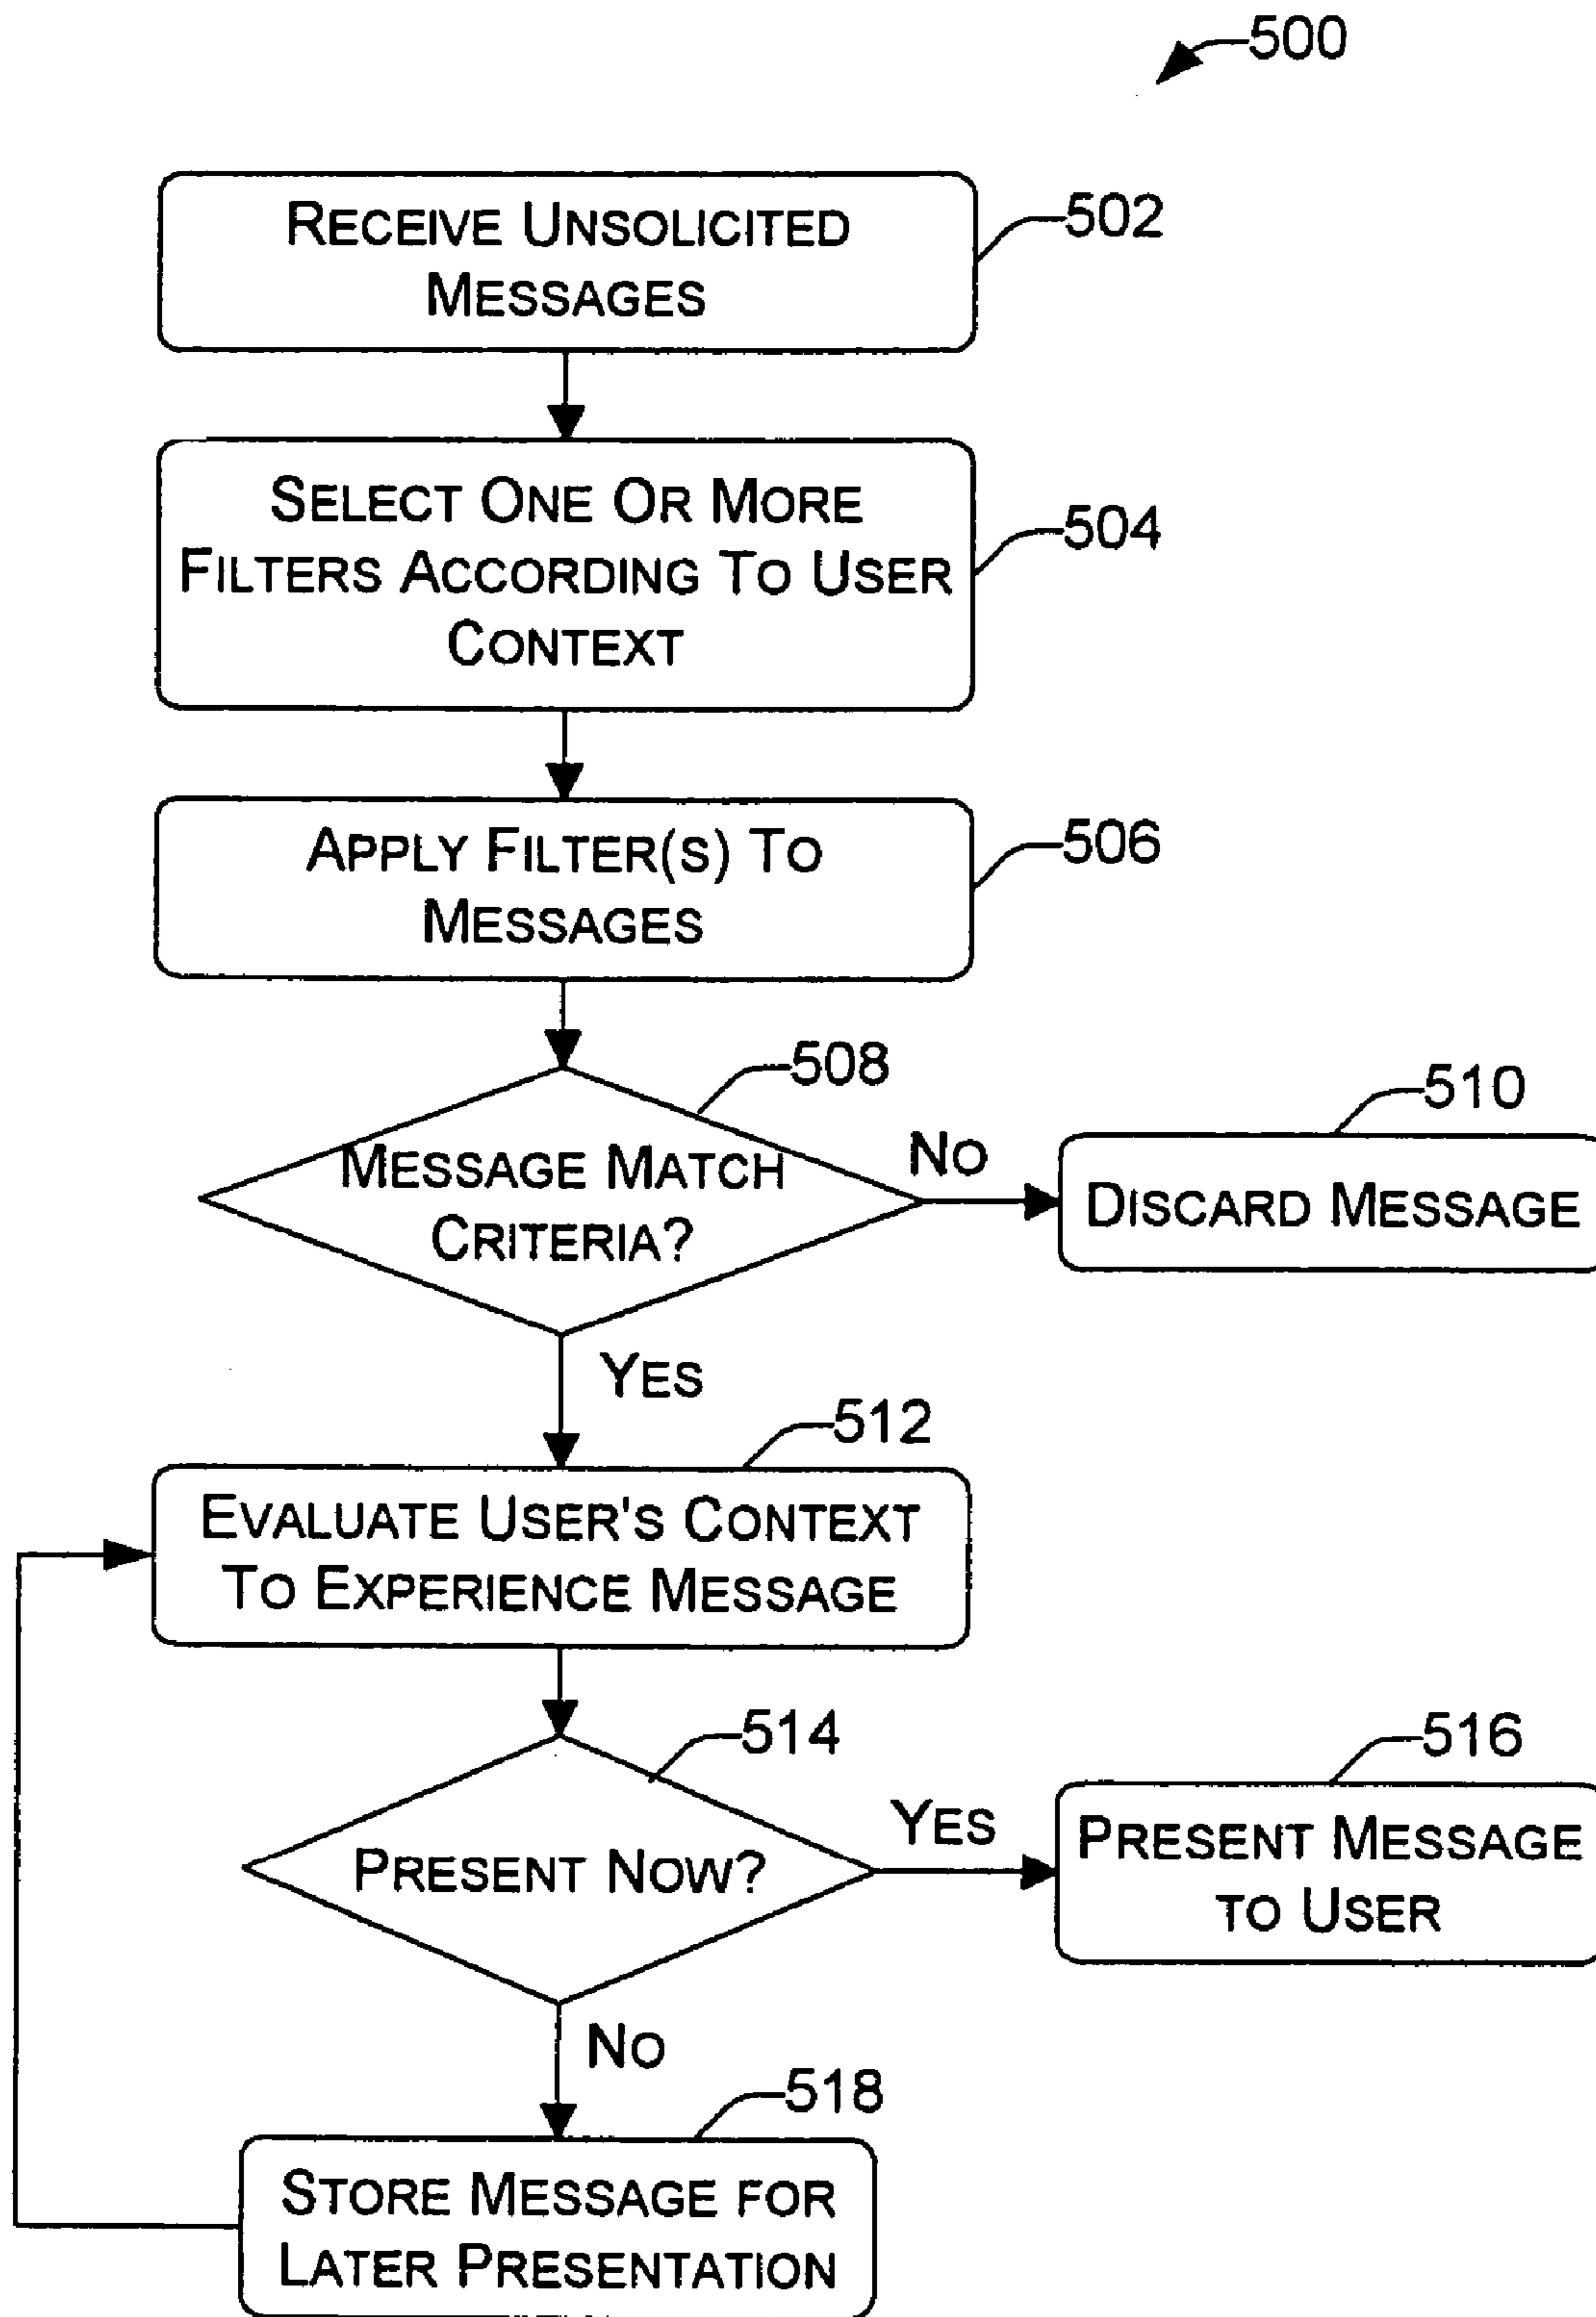 500
RECEIVE UNSOLICITED
MESSAGES
502
SELECT ONE OR MORE
FILTERS ACCORDING TO USER
CONTEXT
504
APPLY FILTER(S) TO
MESSAGES
506
508
MESSAGE MATCH
CRITERIA?
NO
510
DISCARD MESSAGE
YES
512
EVALUATE USER'S CONTEXT
TO EXPERIENCE MESSAGE
514
PRESENT NOW?
YES
516
PRESENT MESSAGE
TO USER
NO
518
STORE MESSAGE FOR
LATER PRESENTATION